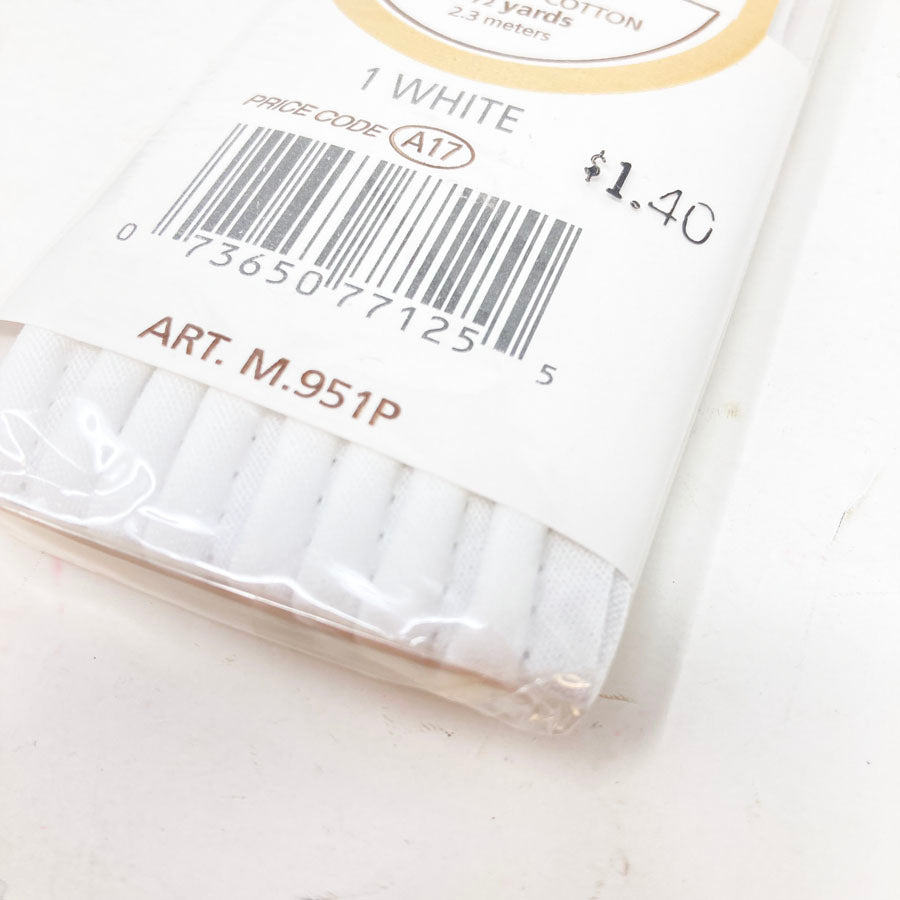 COTTON
yards
2.3 meters
1 WHITE
PRICE CODE A17
$1.40
0 73650 77125 5
ART. M.951P